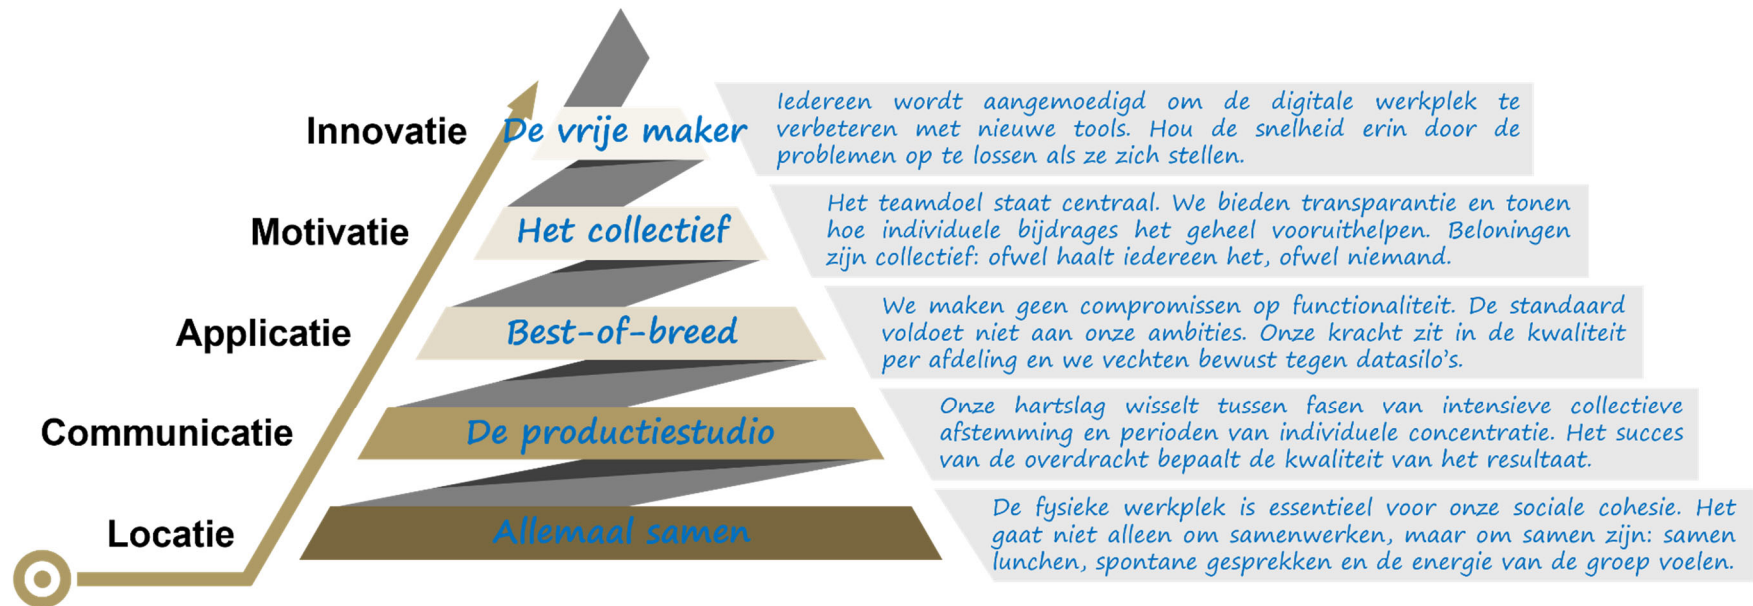 Innovatie
De vrije maker
Iedereen wordt aangemoedigd om de digitale werkplek te
verbeteren met nieuwe tools. Hou de snelheid erin door de
problemen op te lossen als ze zich stellen.
Motivatie
Het collectief
Het teamdoel staat centraal. We bieden transparantie en tonen
hoe individuele bijdrages het geheel vooruithelpen. Beloningen
zijn collectief: ofwel haalt iedereen het, ofwel niemand.
Applicatie
Best-of-breed
We maken geen compromissen op functionaliteit. De standaard
voldoet niet aan onze ambities. Onze kracht zit in de kwaliteit
per afdeling en we vechten bewust tegen datasilo's.
Communicatie
De productiestudio
Onze hartslag wisselt tussen fasen van intensieve collectieve
afstemming en perioden van individuele concentratie. Het succes
van de overdracht bepaalt de kwaliteit van het resultaat.
Locatie
Allemaal samen
De fysieke werkplek is essentieel voor onze sociale cohesie. Het
gaat niet alleen om samenwerken, maar om samen zijn: samen
lunchen, spontane gesprekken en de energie van de groep voelen.